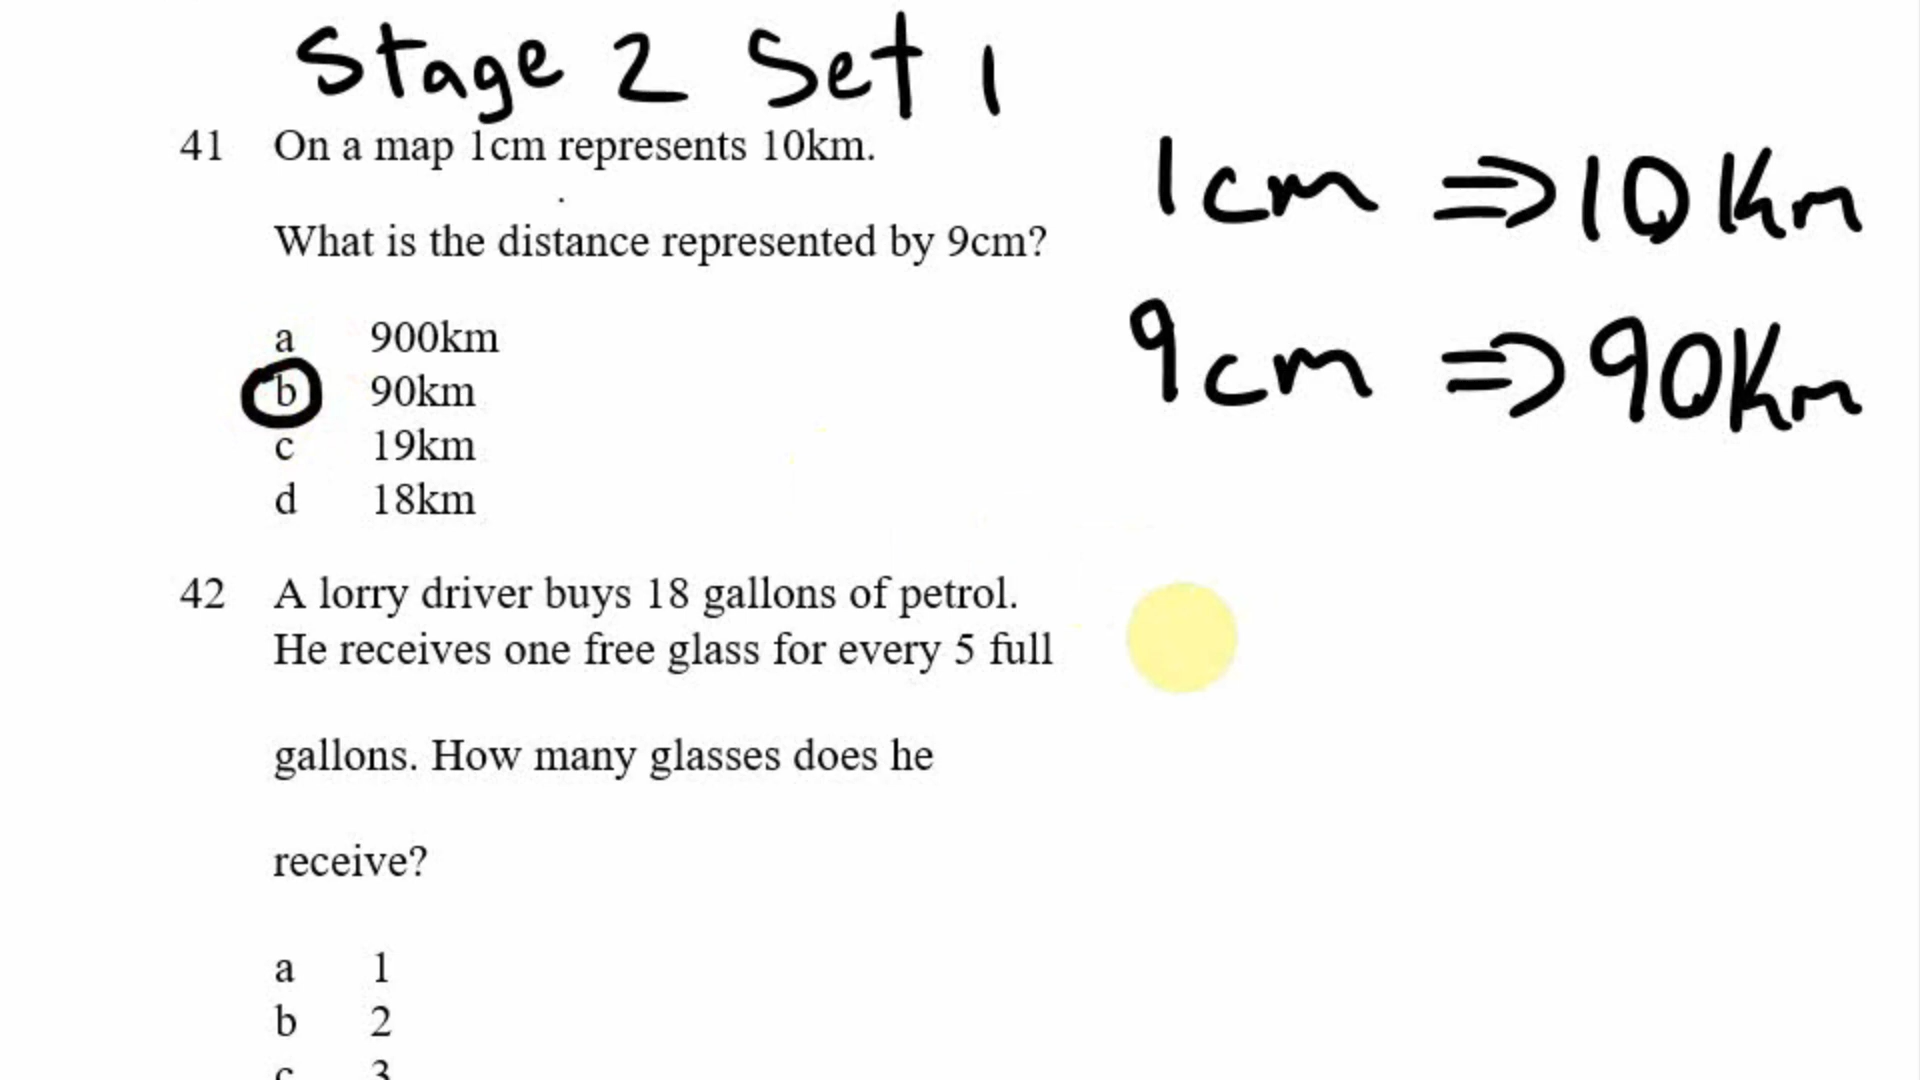 Stage 2 Set 1
41 On a map 1cm represents 10km.
What is the distance represented by 9cm?
a 900km
b 90km
c 19km
d 18km
1cm ⇒ 10Km
9cm ⇒ 90Km
42 A lorry driver buys 18 gallons of petrol.
He receives one free glass for every 5 full
gallons. How many glasses does he
receive?
a 1
b 2
c 3